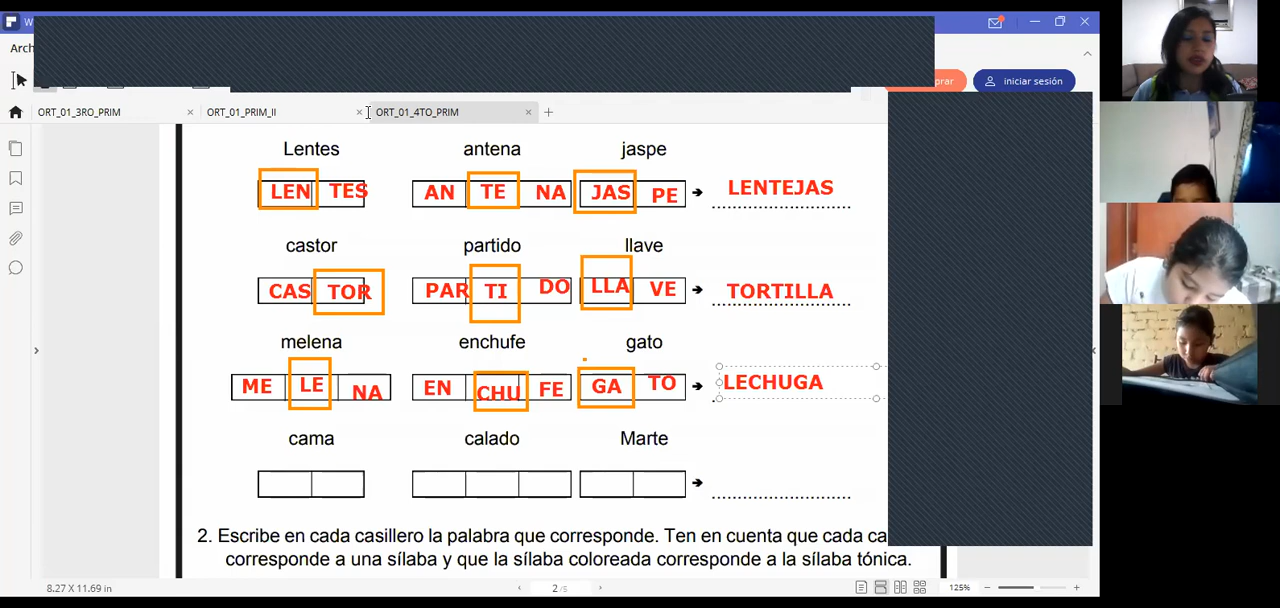 W
Arch
prar
iniciar sesión
ORT_01_3RO_PRIM × ORT_01_PRIM_II × ORT_01_4TO_PRIM × +
Lentes antena jaspe
LEN TES AN TE NA JAS PE LENTEJAS
castor partido llave
CAS TOR PAR TI DO LLA VE TORTILLA
melena enchufe gato
ME LE NA EN CHU FE GA TO LECHUGA
cama calado Marte
2. Escribe en cada casillero la palabra que corresponde. Ten en cuenta que cada ca
corresponde a una sílaba y que la sílaba coloreada corresponde a la sílaba tónica.
8.27 x 11.69 in 2 /5 125%